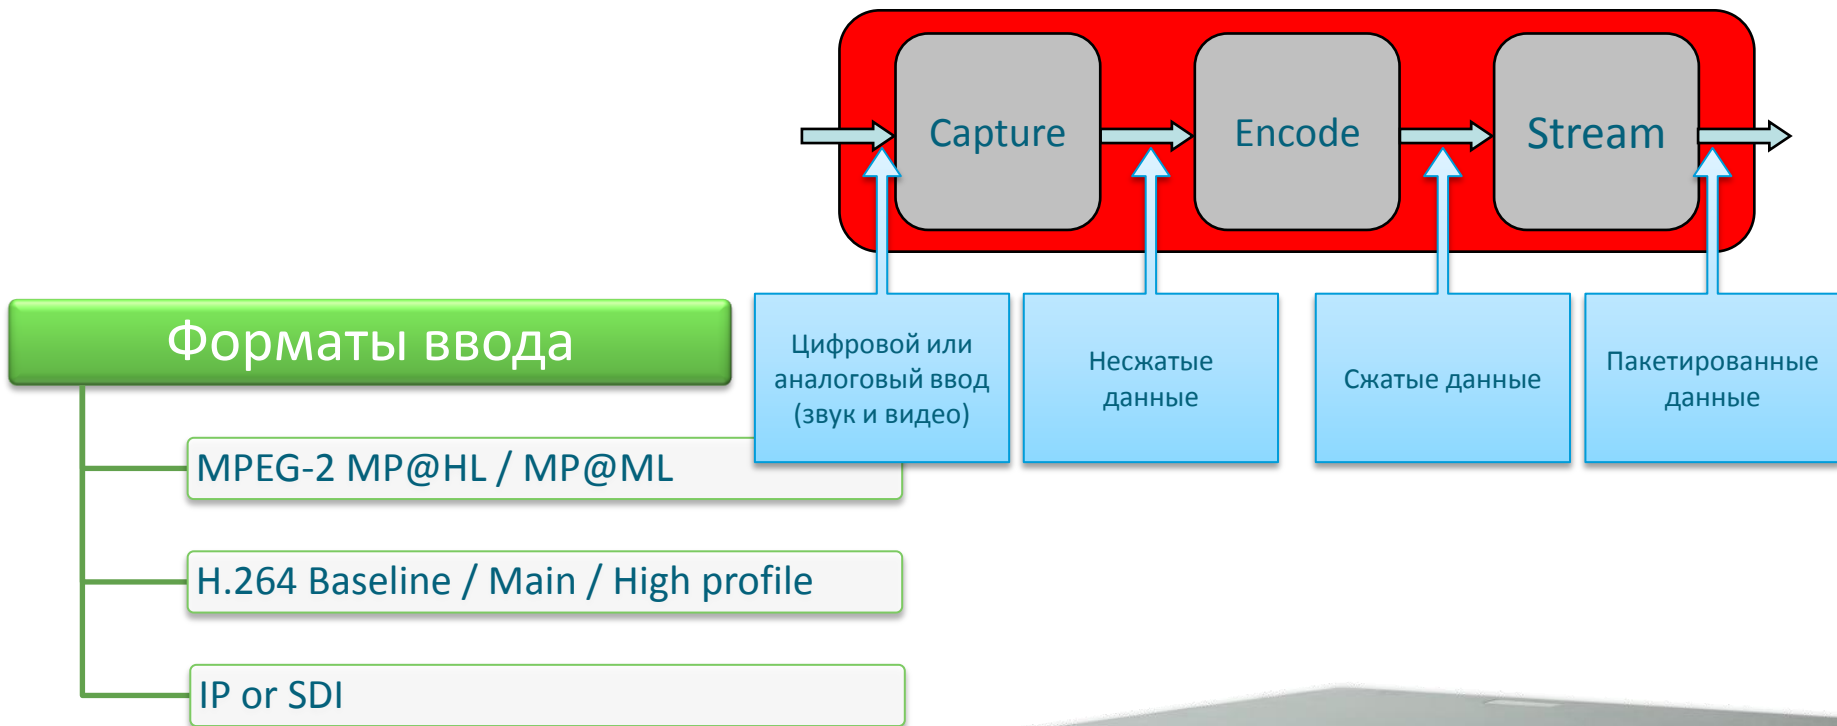 Capture
Encode
Stream
Цифровой или
аналоговый ввод
(звук и видео)
Несжатые
данные
Сжатые данные
Пакетированные
данные
Форматы ввода
MPEG-2 MP@HL / MP@ML
H.264 Baseline / Main / High profile
IP or SDI